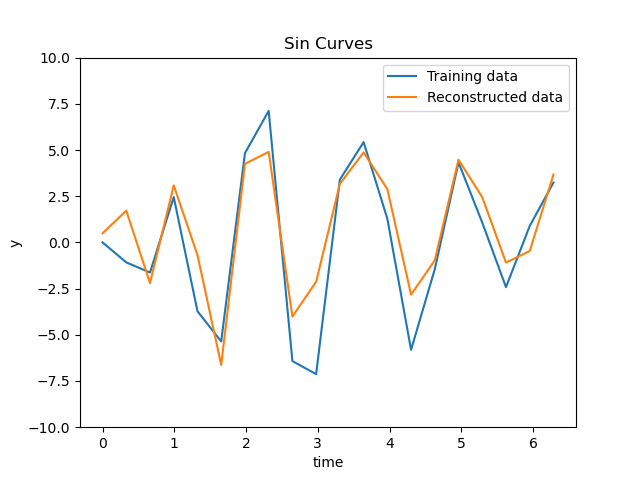 Sin Curves
Training data
Reconstructed data
10.0
7.5
5.0
2.5
0.0
−2.5
−5.0
−7.5
−10.0
y
0 1 2 3 4 5 6
time